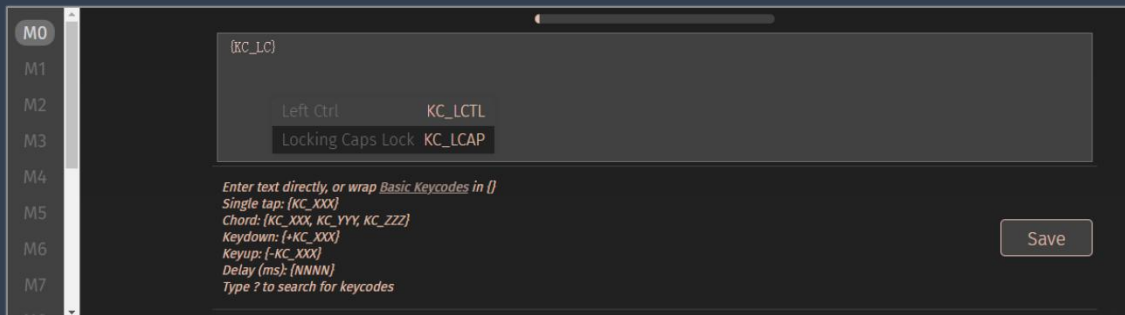 M0
M1
M2
M3
M4
M5
M6
M7
{KC_LC}
Left Ctrl KC_LCTL
Locking Caps Lock KC_LCAP
Enter text directly, or wrap Basic Keycodes in {}
Single tap: {KC_XXX}
Chord: {KC_XXX, KC_YYY, KC_ZZZ}
Keydown: {+KC_XXX}
Keyup: {-KC_XXX}
Delay (ms): {NNNN}
Type ? to search for keycodes
Save